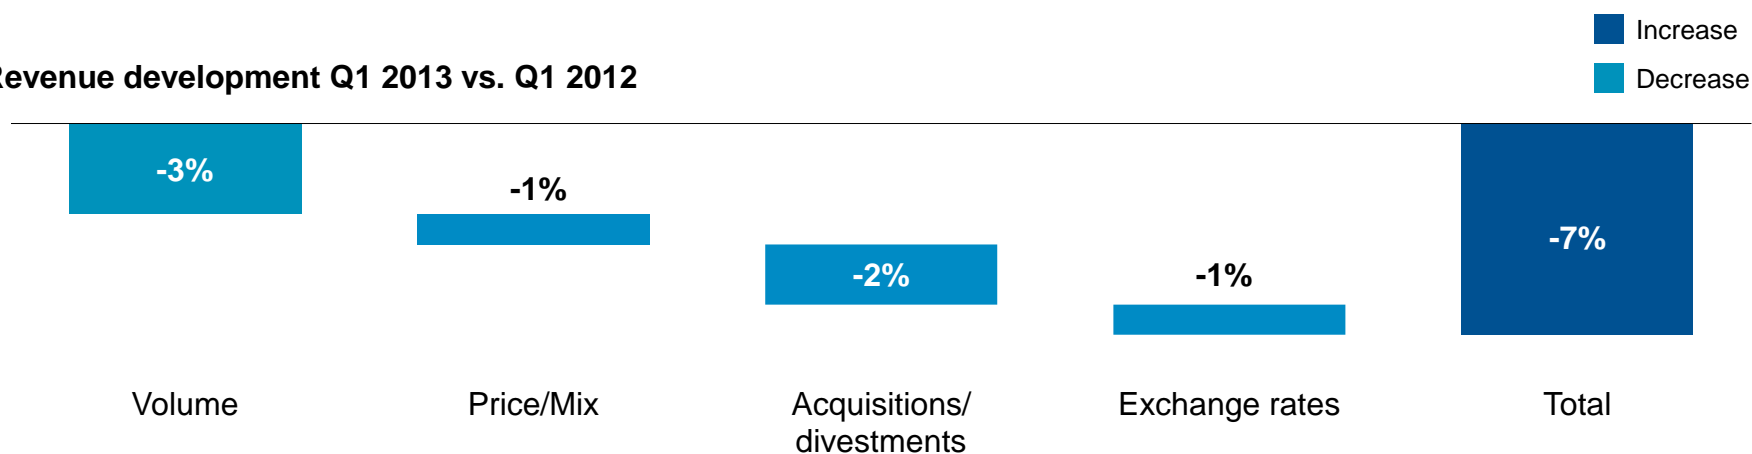 Increase
Revenue development Q1 2013 vs. Q1 2012
Decrease
-3%
-1%
-2%
-1%
-7%
Volume
Price/Mix
Acquisitions/
divestments
Exchange rates
Total